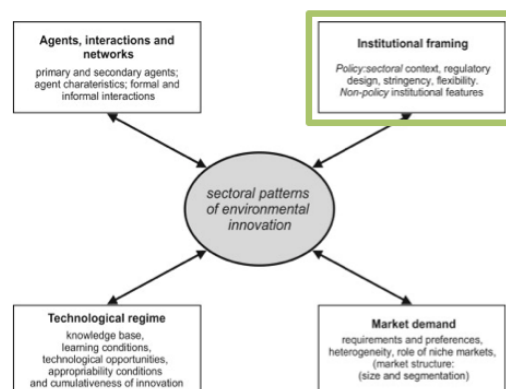 Agents, interactions and
networks
primary and secondary agents;
agent charateristics; formal and
informal interactions
Institutional framing
Policy:sectoral context, regulatory
design, stringency, flexibility.
Non-policy institutional features
sectoral patterns
of environmental
innovation
Technological regime
knowledge base,
learning conditions,
technological opportunities,
appropriability conditions
and cumulativeness of innovation
Market demand
requirements and preferences,
heterogeneity, role of niche markets,
(market structure:
(size and segmentation)